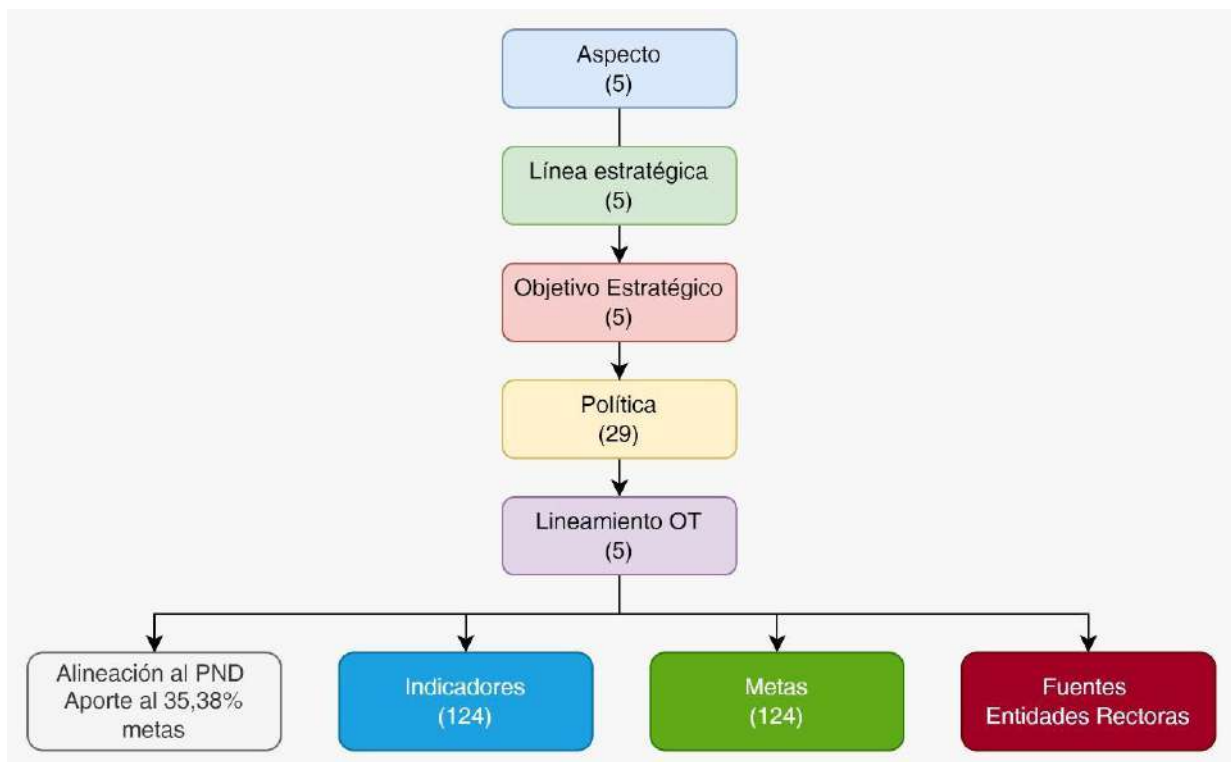 Aspecto
(5)
Línea estratégica
(5)
Objetivo Estratégico
(5)
Política
(29)
Lineamiento OT
(5)
Alineación al PND
Aporte al 35,38%
metas
Indicadores
(124)
Metas
(124)
Fuentes
Entidades Rectoras